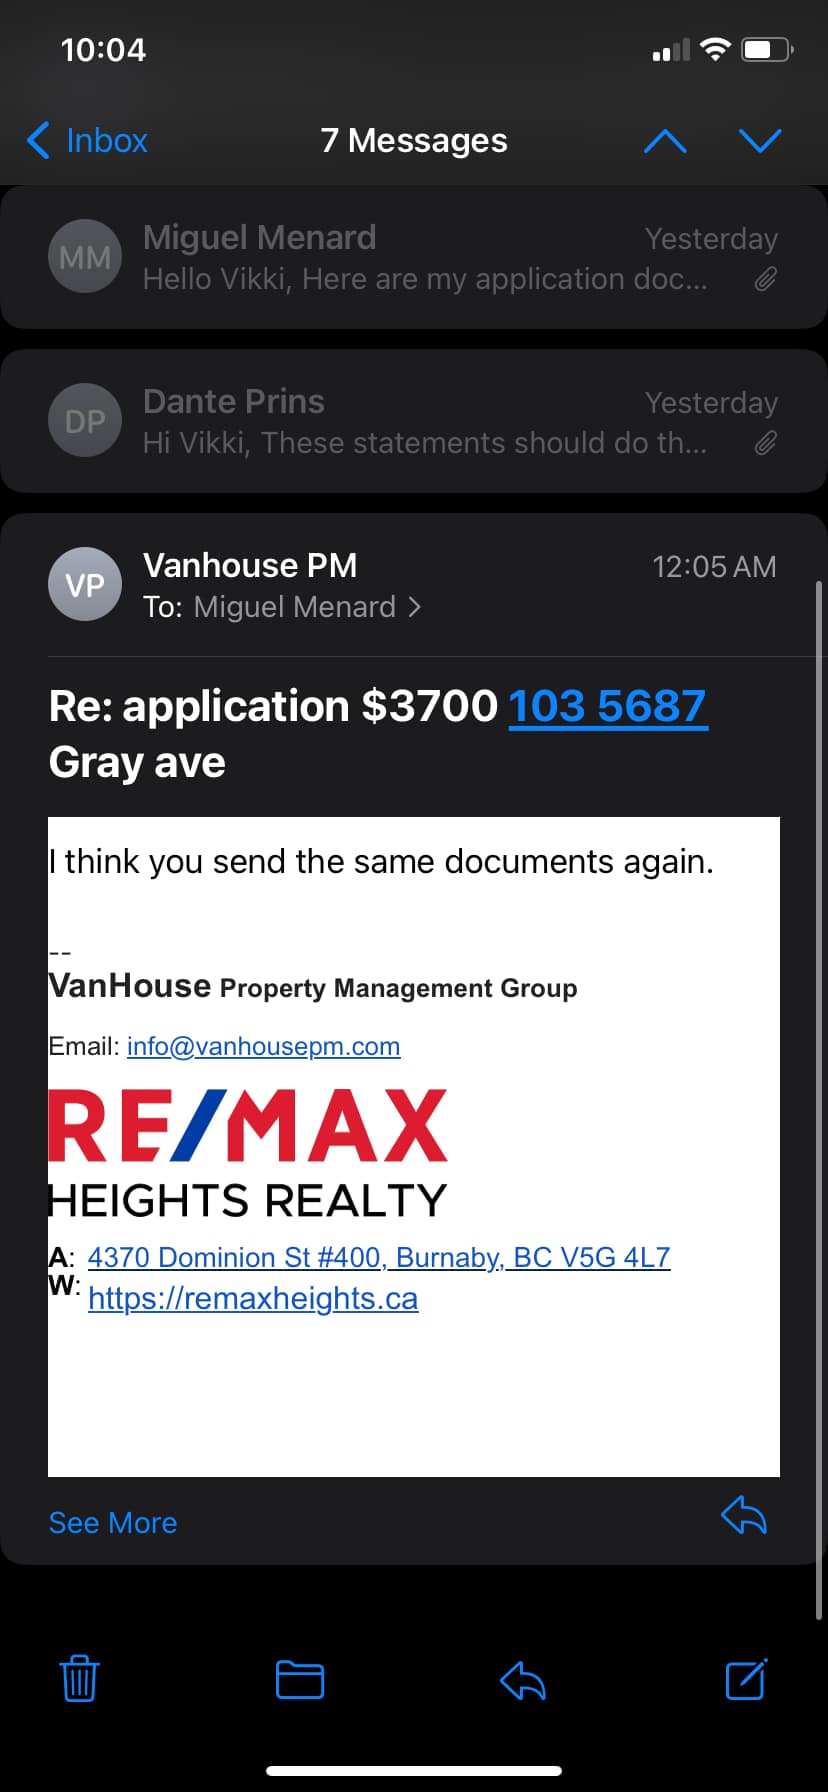 10:04
Inbox
7 Messages
MM
Miguel Menard
Yesterday
Hello Vikki, Here are my application doc...
DP
Dante Prins
Yesterday
Hi Vikki, These statements should do th...
VP
Vanhouse PM
12:05 AM
To: Miguel Menard >
Re: application $3700 103 5687
Gray ave
I think you send the same documents again.
--
VanHouse Property Management Group
Email: info@vanhousepm.com
RE/MAX
HEIGHTS REALTY
A: 4370 Dominion St #400, Burnaby, BC V5G 4L7
W: https://remaxheights.ca
See More